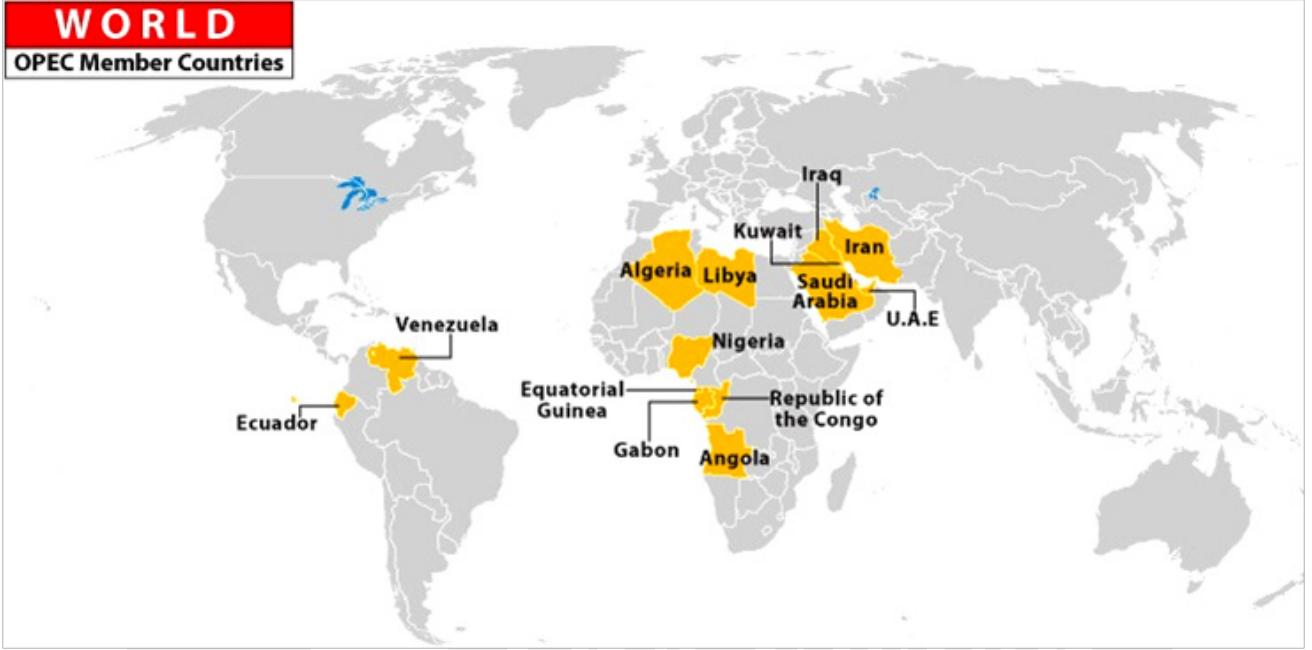 WORLD
OPEC Member Countries
Iraq
Kuwait
Iran
Algeria
Libya
Saudi
Arabia
U.A.E
Venezuela
Nigeria
Equatorial
Guinea
Republic of
the Congo
Ecuador
Gabon
Angola